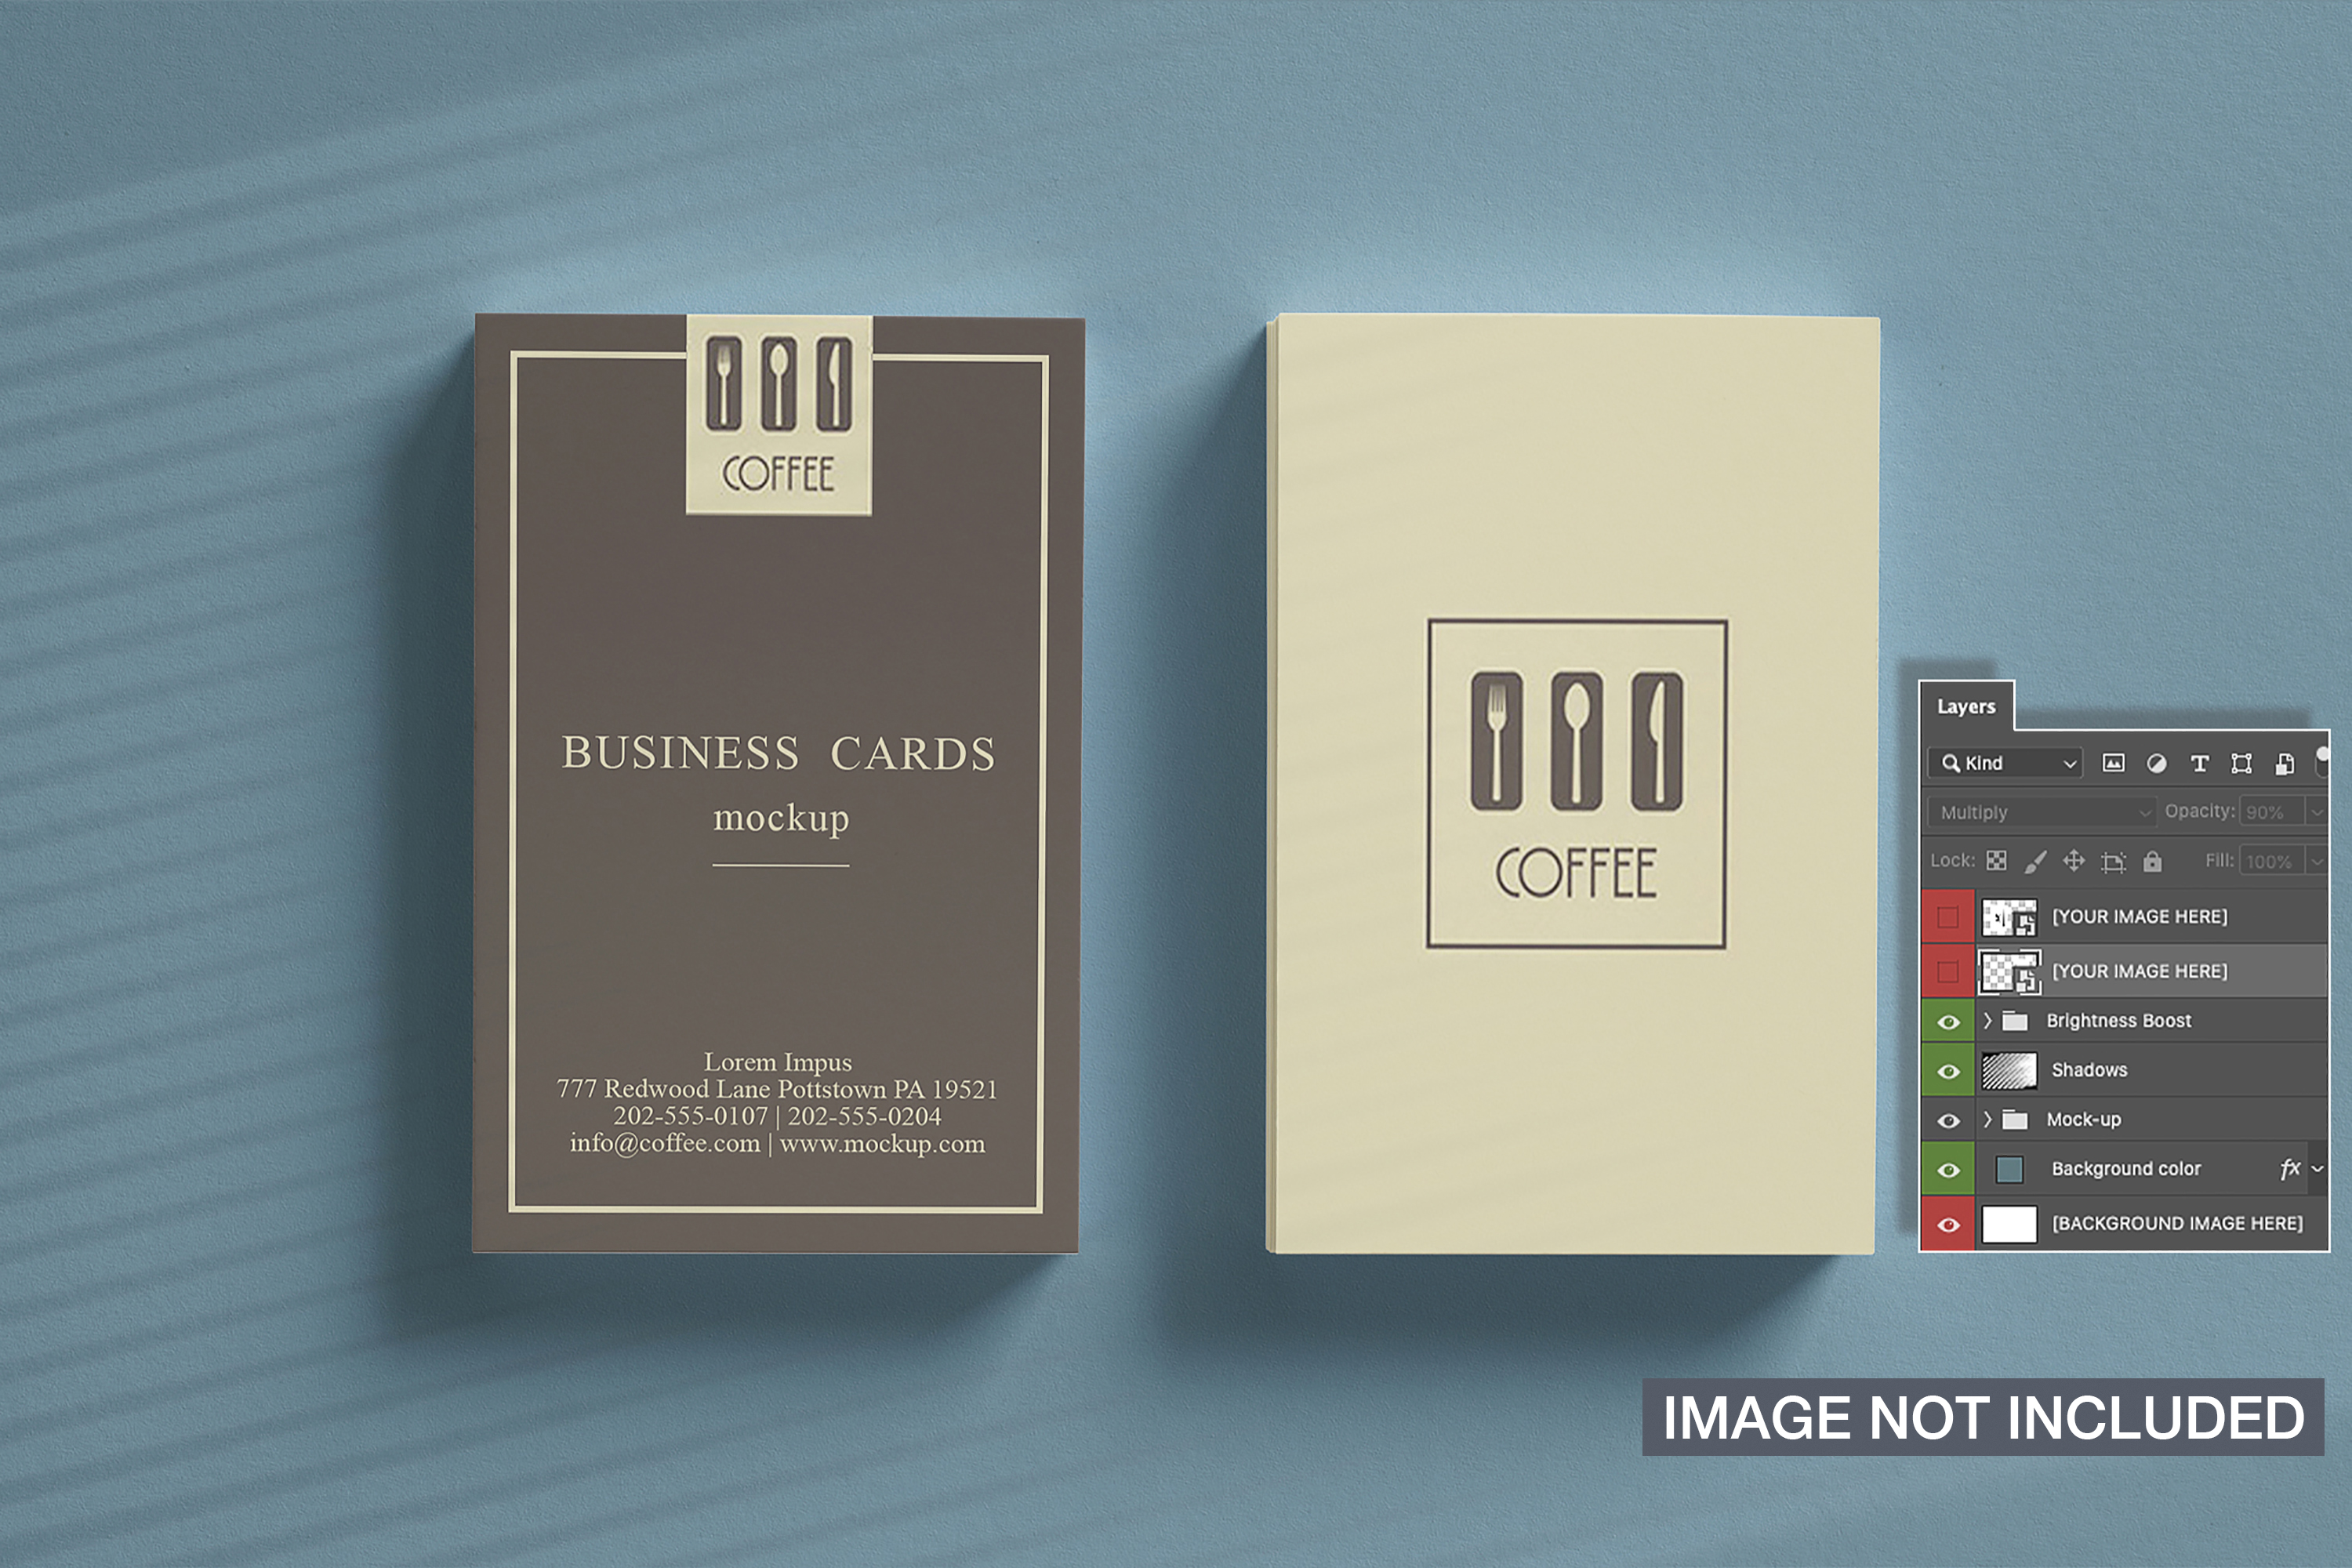 COFFEE
BUSINESS CARDS
mockup
Lorem Impus
777 Redwood Lane Pottstown PA 19521
202-555-0107 | 202-555-0204
info@coffee.com | www.mockup.com
COFFEE
Layers
Kind
Multiply
Opacity: 90%
Lock:
Fill: 100%
[YOUR IMAGE HERE]
[YOUR IMAGE HERE]
Brightness Boost
Shadows
Mock-up
Background color fx
[BACKGROUND IMAGE HERE]
IMAGE NOT INCLUDED